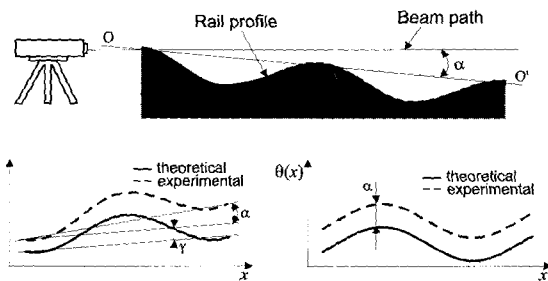 Rail profile
Beam path
O
α
O'
theoretical
experimental
α
γ
x
θ(x)
theoretical
experimental
α
x